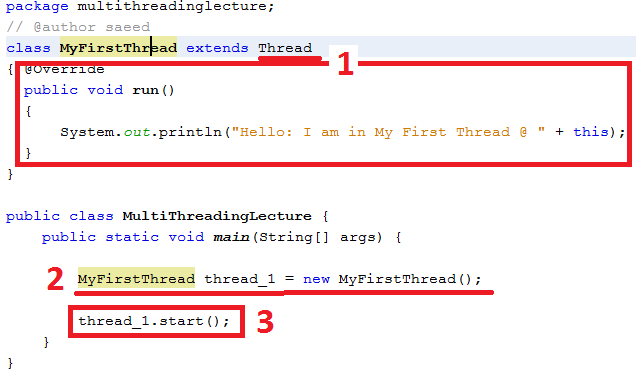 package multithreadinglecture;
// @author saeed
class MyFirstThread extends Thread
1
{ @Override
public void run()
{
System.out.println("Hello: I am in My First Thread @ " + this);
}
}
public class MultiThreadingLecture {
public static void main(String[] args) {
2 MyFirstThread thread_1 = new MyFirstThread();
thread_1.start(); 3
}
}